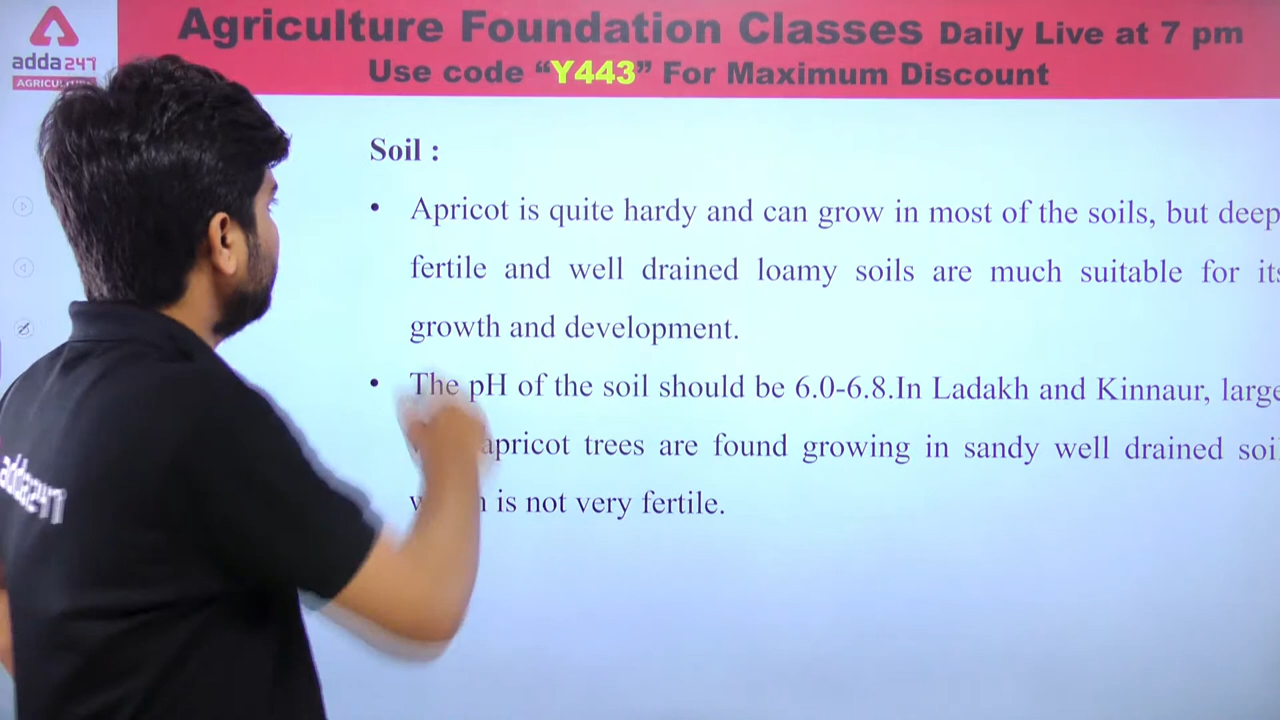 Agriculture Foundation Classes Daily Live at 7 pm
Use code “Y443” For Maximum Discount
adda247
Soil :
• Apricot is quite hardy and can grow in most of the soils, but deep
fertile and well drained loamy soils are much suitable for its
growth and development.
• The pH of the soil should be 6.0-6.8.In Ladakh and Kinnaur, large
apricot trees are found growing in sandy well drained
is not very fertile.
adda247